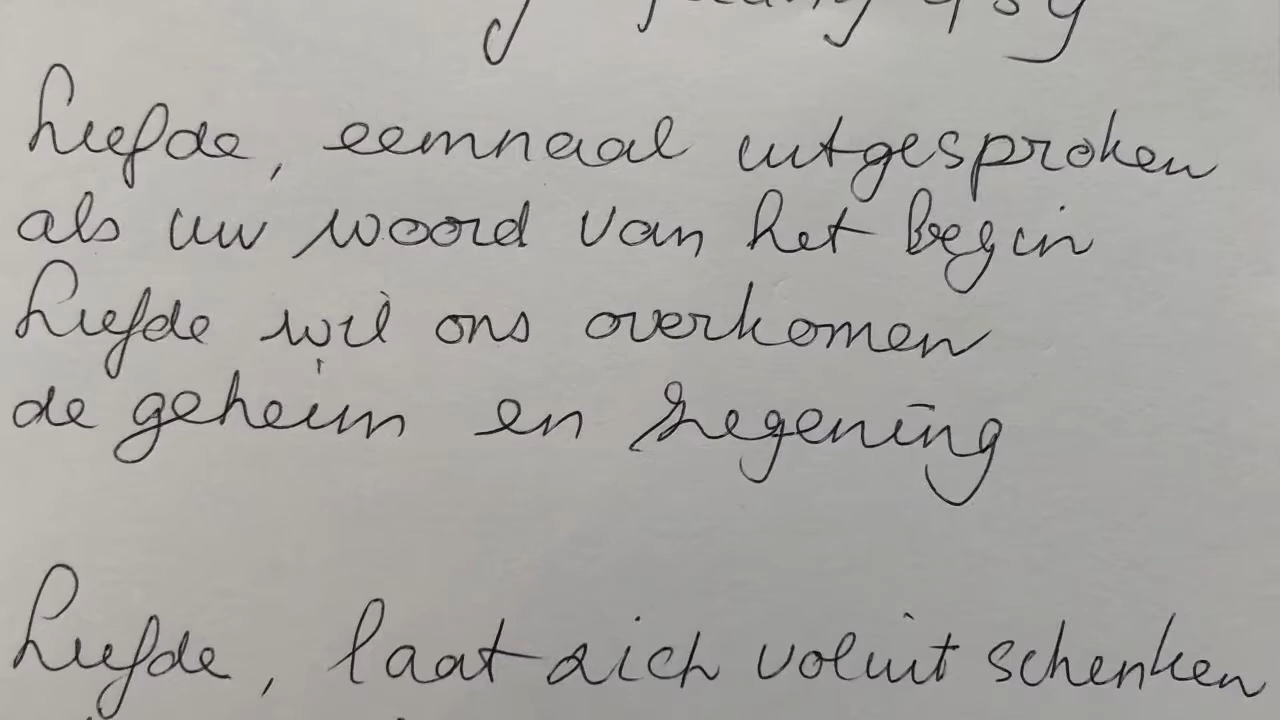 Liefde, eenmaal uitgesproken
als uw woord van het begin
Liefde wil ons overkomen
de geheim en zegening
Liefde, laat zich voluit schenken